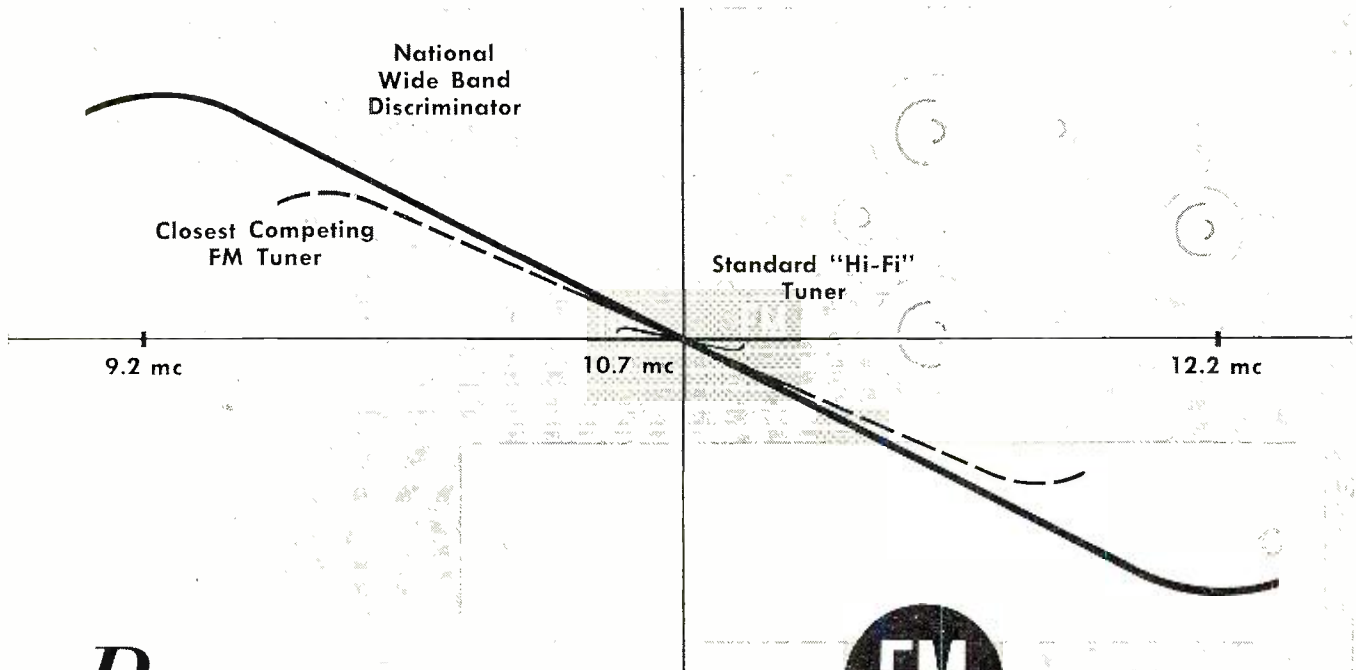 National
Wide Band
Discriminator
Closest Competing
FM Tuner
Standard “Hi-Fi”
Tuner
9.2 mc
10.7 mc
12.2 mc
FM